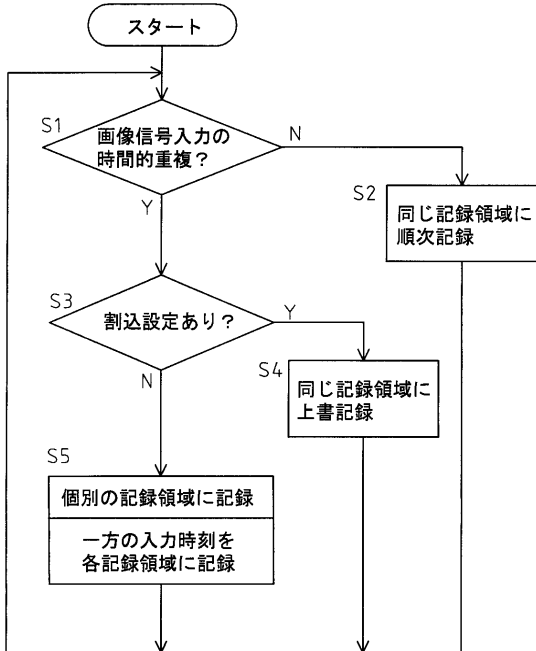 スタート
S1
画像信号入力の
時間的重複？
N
Y
S2
同じ記録領域に
順次記録
S3
割込設定あり？
Y
N
S4
同じ記録領域に
上書記録
S5
個別の記録領域に記録
一方の入力時刻を
各記録領域に記録